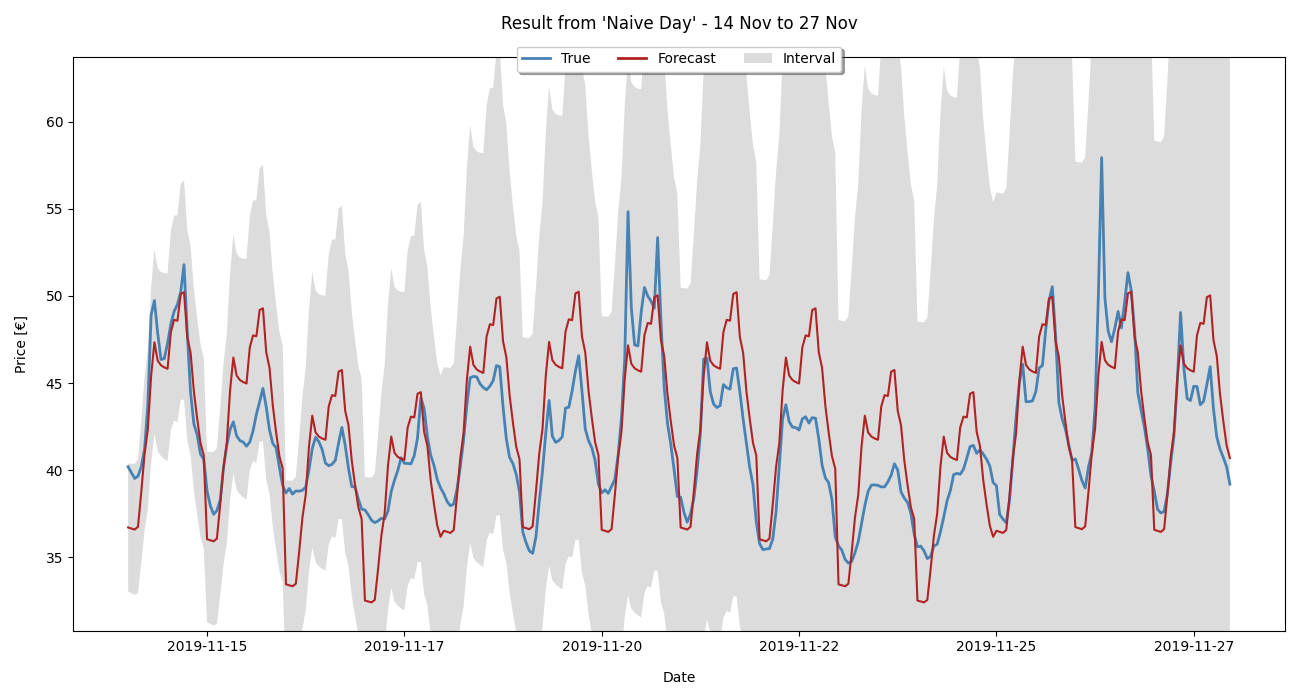 Result from 'Naive Day' - 14 Nov to 27 Nov
True Forecast Interval
60
55
50
45
40
35
Price [€]
2019-11-15 2019-11-17 2019-11-20 2019-11-22 2019-11-25 2019-11-27
Date